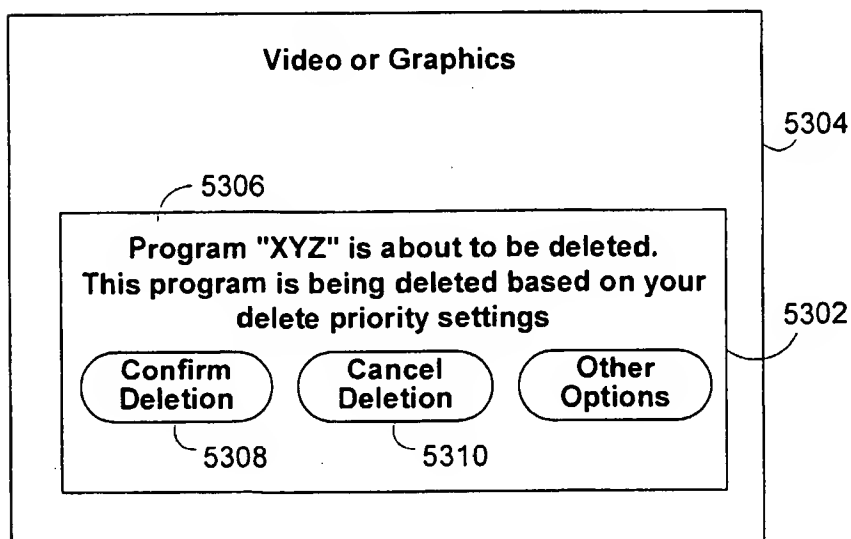 Video or Graphics
5304
5306
Program "XYZ" is about to be deleted.
This program is being deleted based on your
delete priority settings
5302
Confirm
Deletion
Cancel
Deletion
Other
Options
5308
5310